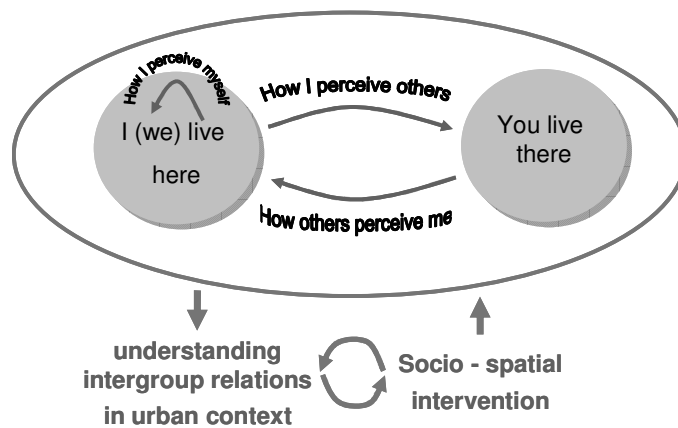 How I perceive myself
I (we) live
here
How I perceive others
You live
there
How others perceive me
understanding
intergroup relations
in urban context
Socio - spatial
intervention